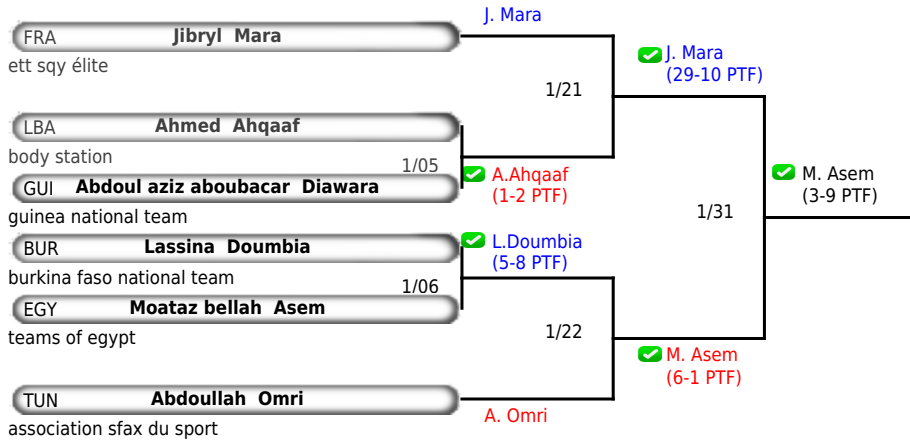 J. Mara
FRA Jibryl Mara
ett sqy élite
J. Mara
(29-10 PTF)
1/21
LBA Ahmed Ahqaaf
body station
1/05
A.Ahqaaf
(1-2 PTF)
GUI Abdoul aziz aboubacar Diawara
guinea national team
M. Asem
(3-9 PTF)
1/31
BUR Lassina Doumbia
L.Doumbia
(5-8 PTF)
burkina faso national team
1/06
EGY Moataz bellah Asem
teams of egypt
1/22
M. Asem
(6-1 PTF)
TUN Abdoullah Omri
A. Omri
association sfax du sport